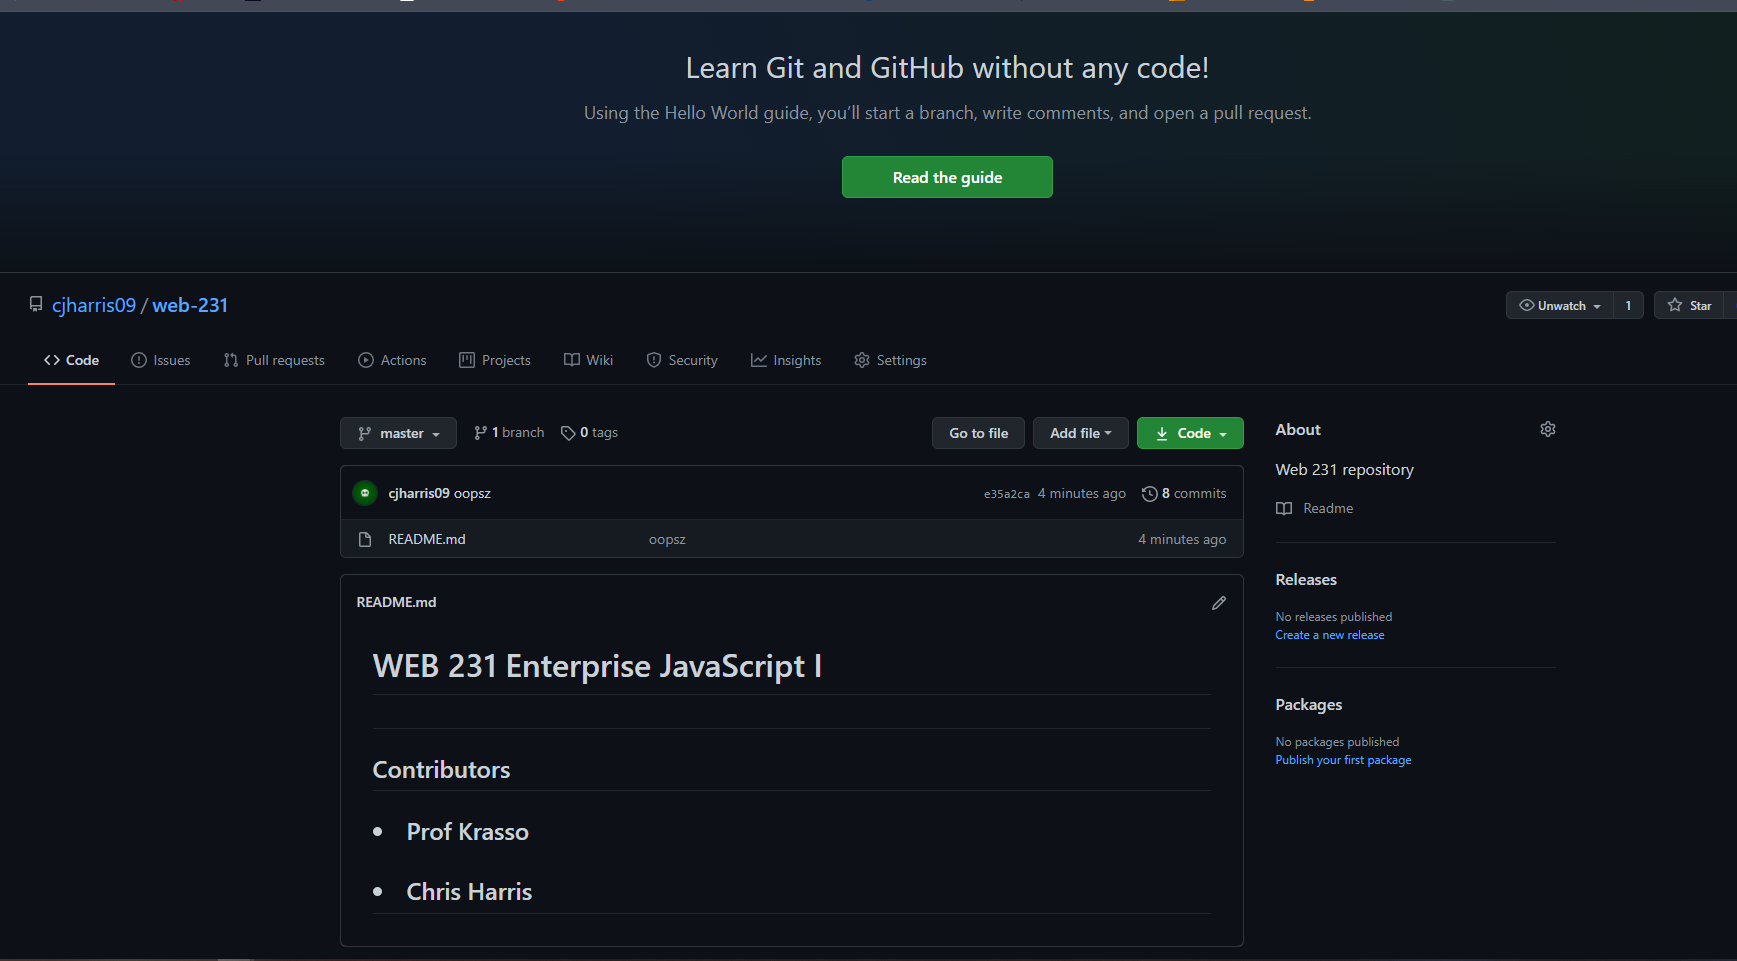 Learn Git and GitHub without any code!
Using the Hello World guide, you’ll start a branch, write comments, and open a pull request.
Read the guide
cjharris09 / web-231
Unwatch 1 Star
Code Issues Pull requests Actions Projects Wiki Security Insights Settings
master 1 branch 0 tags Go to file Add file Code
cjharris09 oopsz e35a2ca 4 minutes ago 8 commits
README.md oopsz 4 minutes ago
README.md
WEB 231 Enterprise JavaScript I
Contributors
• Prof Krasso
• Chris Harris
About
Web 231 repository
Readme
Releases
No releases published
Create a new release
Packages
No packages published
Publish your first package